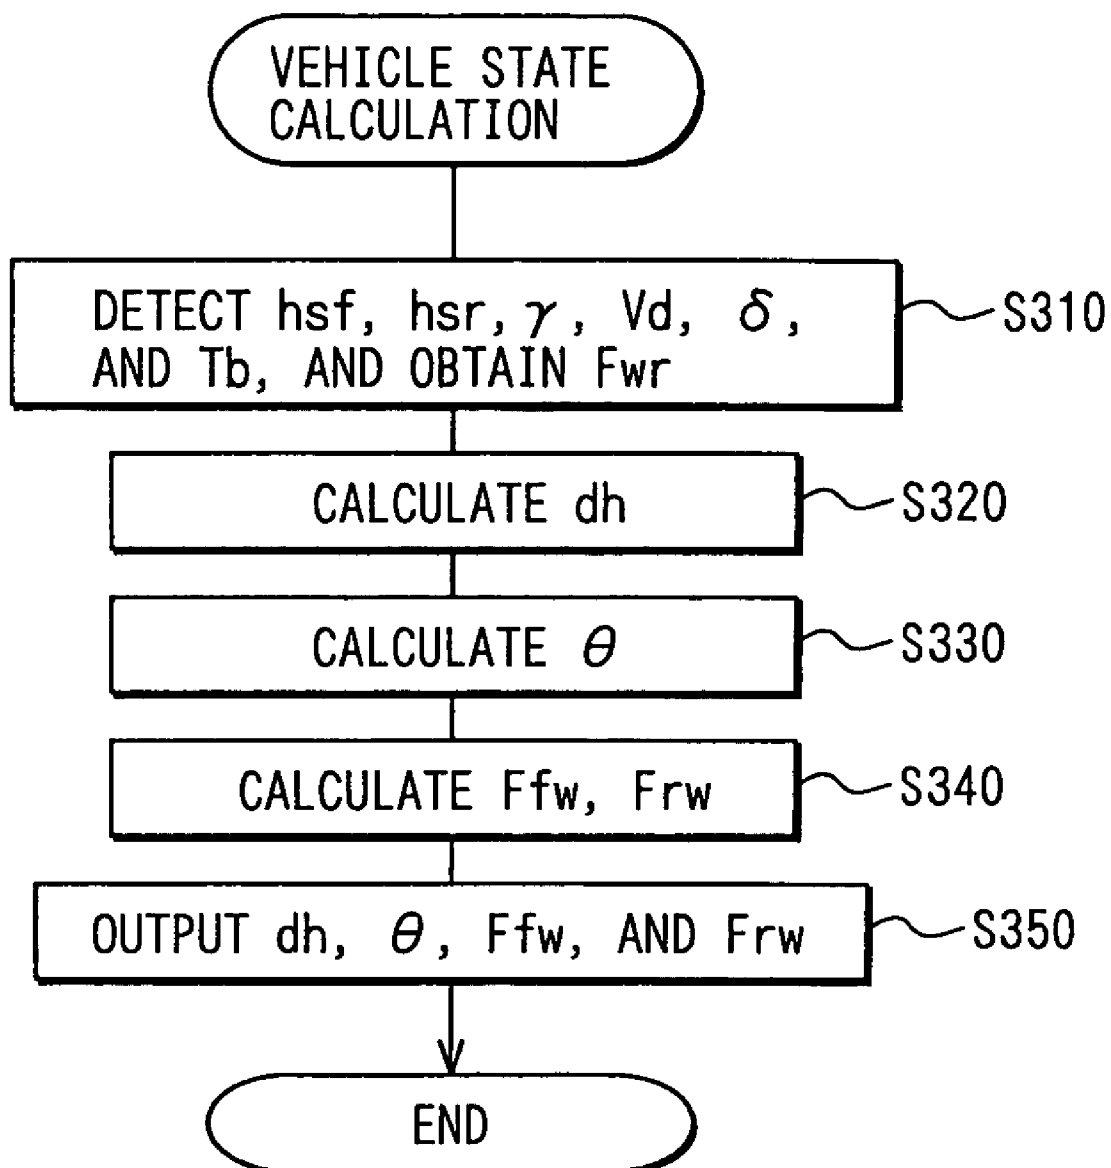 VEHICLE STATE
CALCULATION
DETECT hsf, hsr, γ, Vd, δ,
AND Tb, AND OBTAIN Fwr
S310
CALCULATE dh
S320
CALCULATE θ
S330
CALCULATE Ffw, Frw
S340
OUTPUT dh, θ, Ffw, AND Frw
S350
END